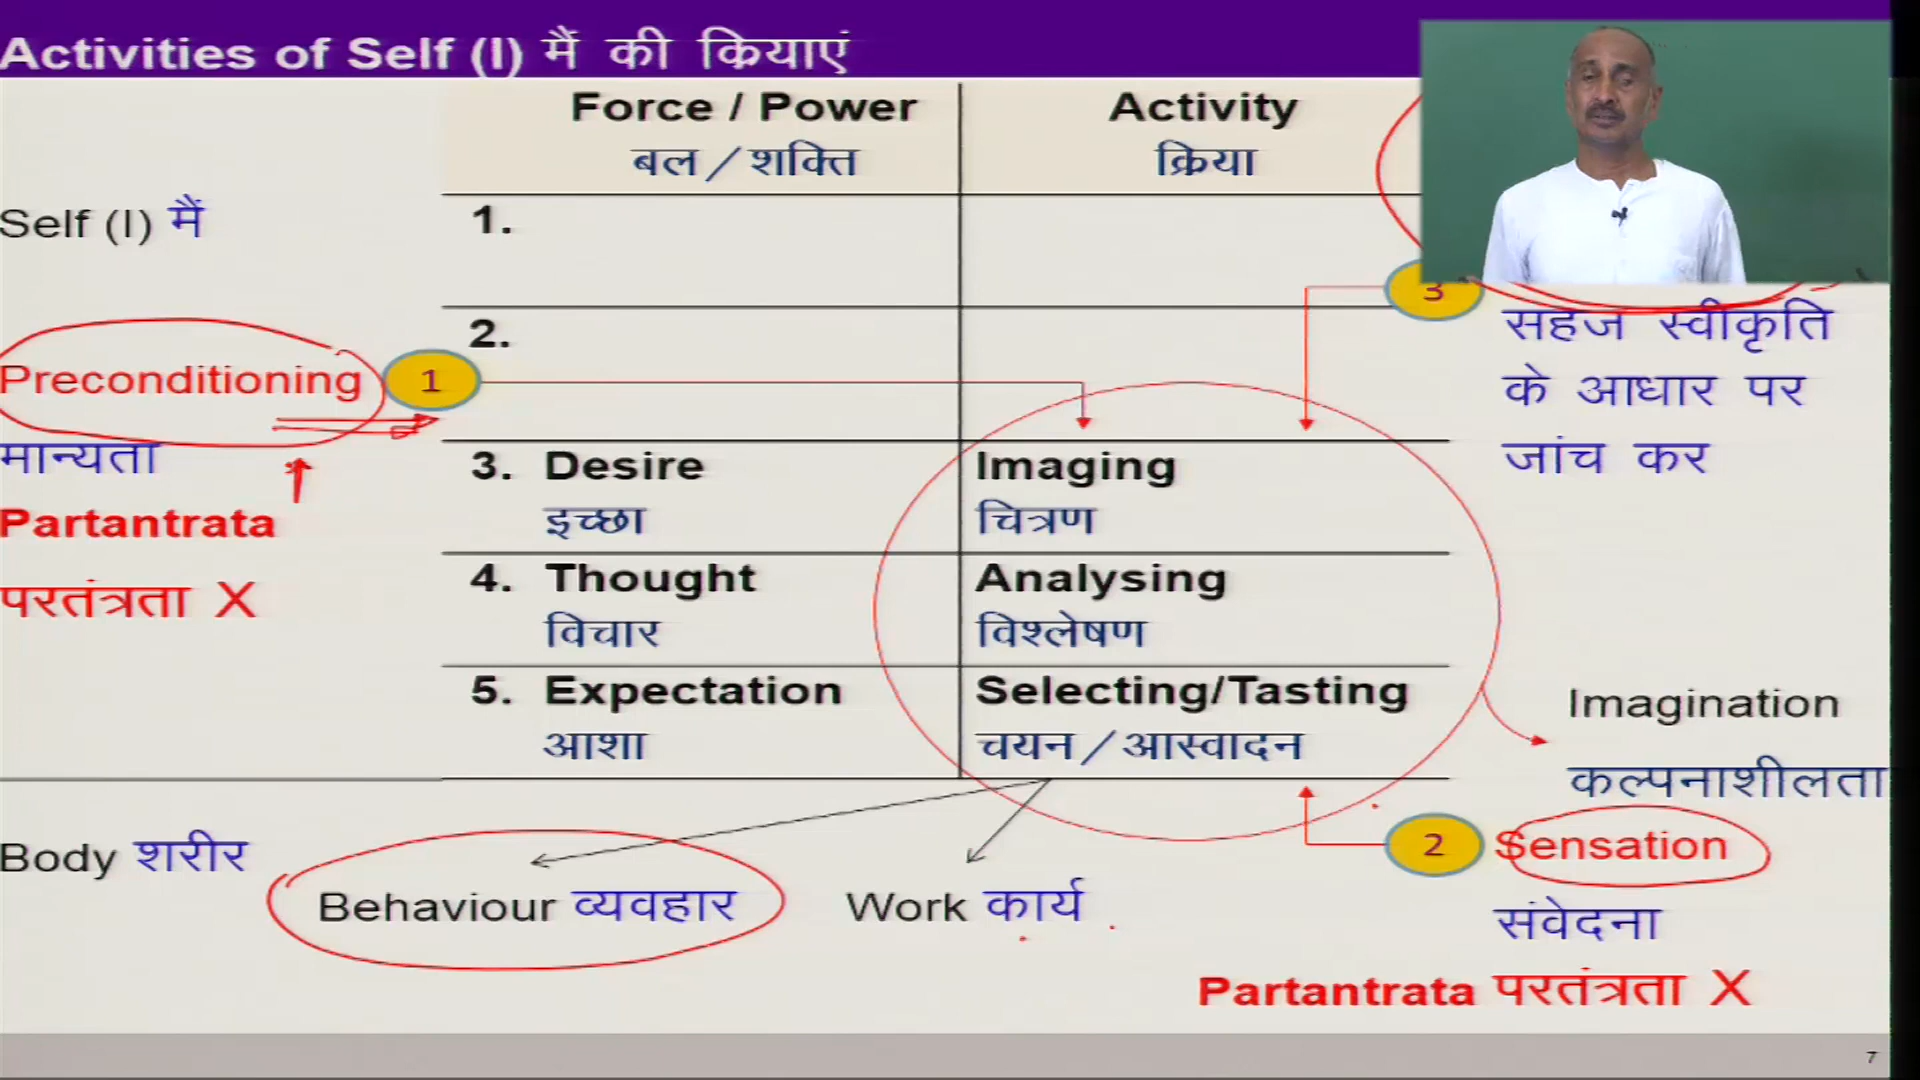 Activities of Self (I) मैं की क्रियाएं
Force / Power
बल / शक्ति
Activity
क्रिया
Self (I) मैं
1.
2.
3
सहज स्वीकृति
के आधार पर
जांच कर
Preconditioning
1
मान्यता
Partantrata
परतंत्रता X
3. Desire
इच्छा
Imaging
चित्रण
4. Thought
विचार
Analysing
विश्लेषण
5. Expectation
आशा
Selecting/Tasting
चयन / आस्वादन
Imagination
कल्पनाशीलता
Body शरीर
Behaviour व्यवहार
Work कार्य
2
Sensation
संवेदना
Partantrata परतंत्रता X
7